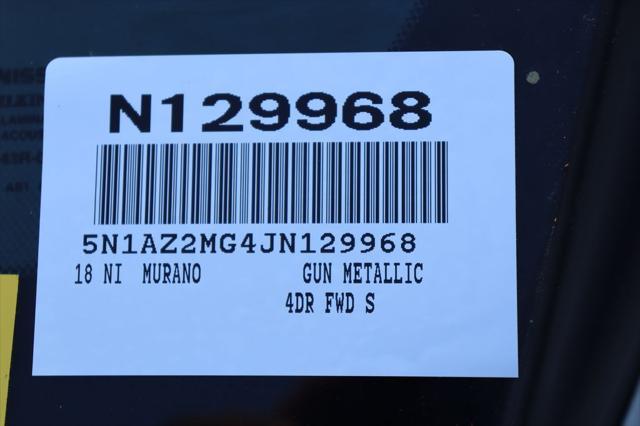 N129968
5N1AZ2MG4JN129968
18 NI MURANO GUN METALLIC
4DR FWD S